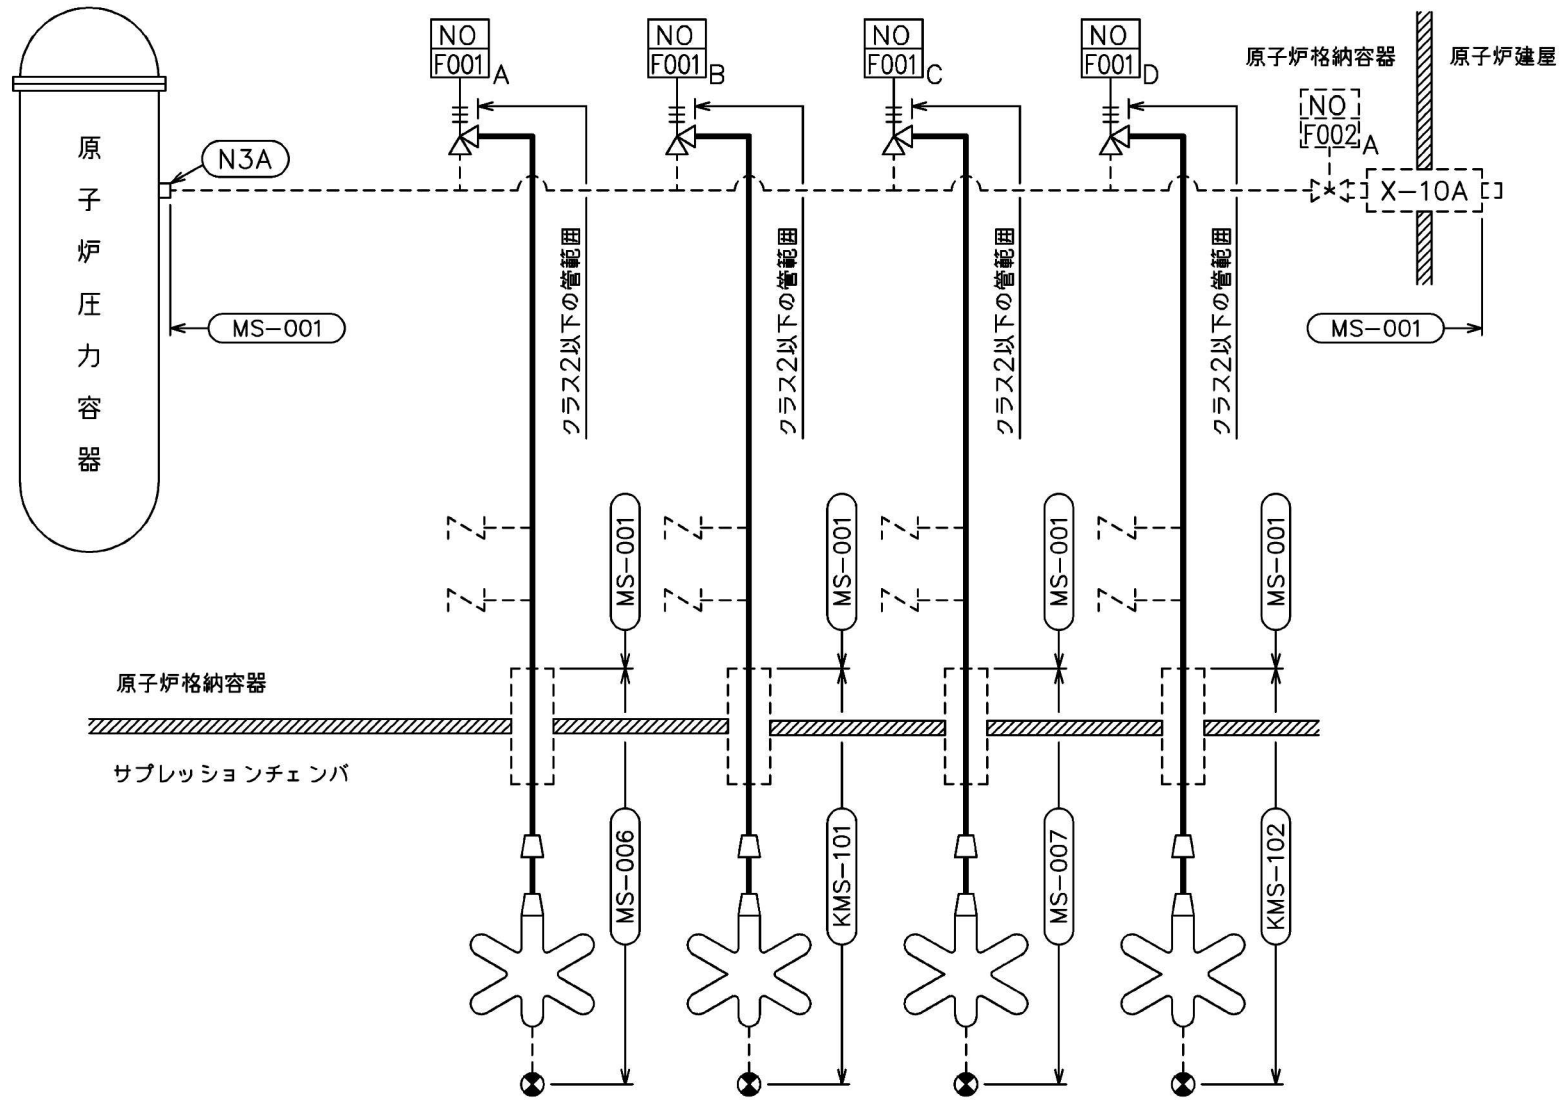 NO
F001 A
NO
F001 B
NO
F001 C
NO
F001 D
原子炉格納容器
原子炉建屋
NO
F002 A
原子炉圧力容器
N3A
X-10A
MS-001
MS-001
クラス2以下の管範囲
クラス2以下の管範囲
クラス2以下の管範囲
クラス2以下の管範囲
MS-001
MS-001
MS-001
MS-001
原子炉格納容器
サプレッションチェンバ
MS-006
KMS-101
MS-007
KMS-102